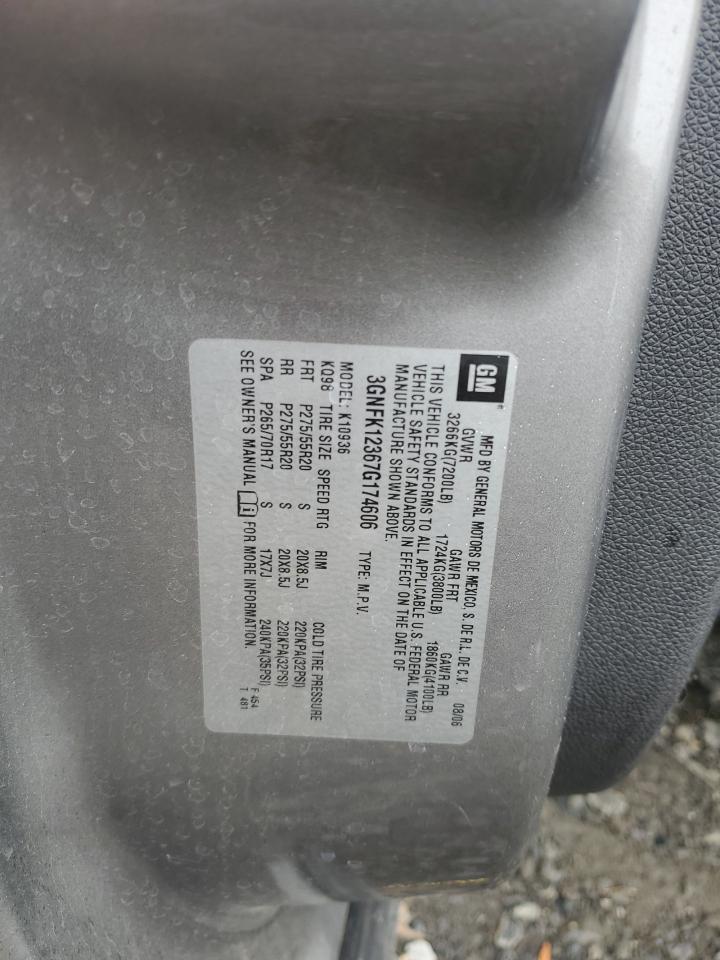 GM
MFD BY GENERAL MOTORS DE MEXICO, S. DE R.L. DE C.V. 08/06
GVWR GAWR FRT GAWR RR
3266KG(7200LB) 1724KG(3800LB) 1860KG(4100LB)
THIS VEHICLE CONFORMS TO ALL APPLICABLE U.S. FEDERAL MOTOR
VEHICLE SAFETY STANDARDS IN EFFECT ON THE DATE OF
MANUFACTURE SHOWN ABOVE.
3GNFK12367G174606 TYPE: M.P.V.
MODEL: K10936
KQ98 TIRE SIZE SPEED RTG RIM COLD TIRE PRESSURE
FRT P275/55R20 S 20X8.5J 220KPA(32PSI)
RR P275/55R20 S 20X8.5J 220KPA(32PSI)
SPA P265/70R17 S 17X7J 240KPA(35PSI)
SEE OWNER'S MANUAL FOR MORE INFORMATION.
F 454
T 481